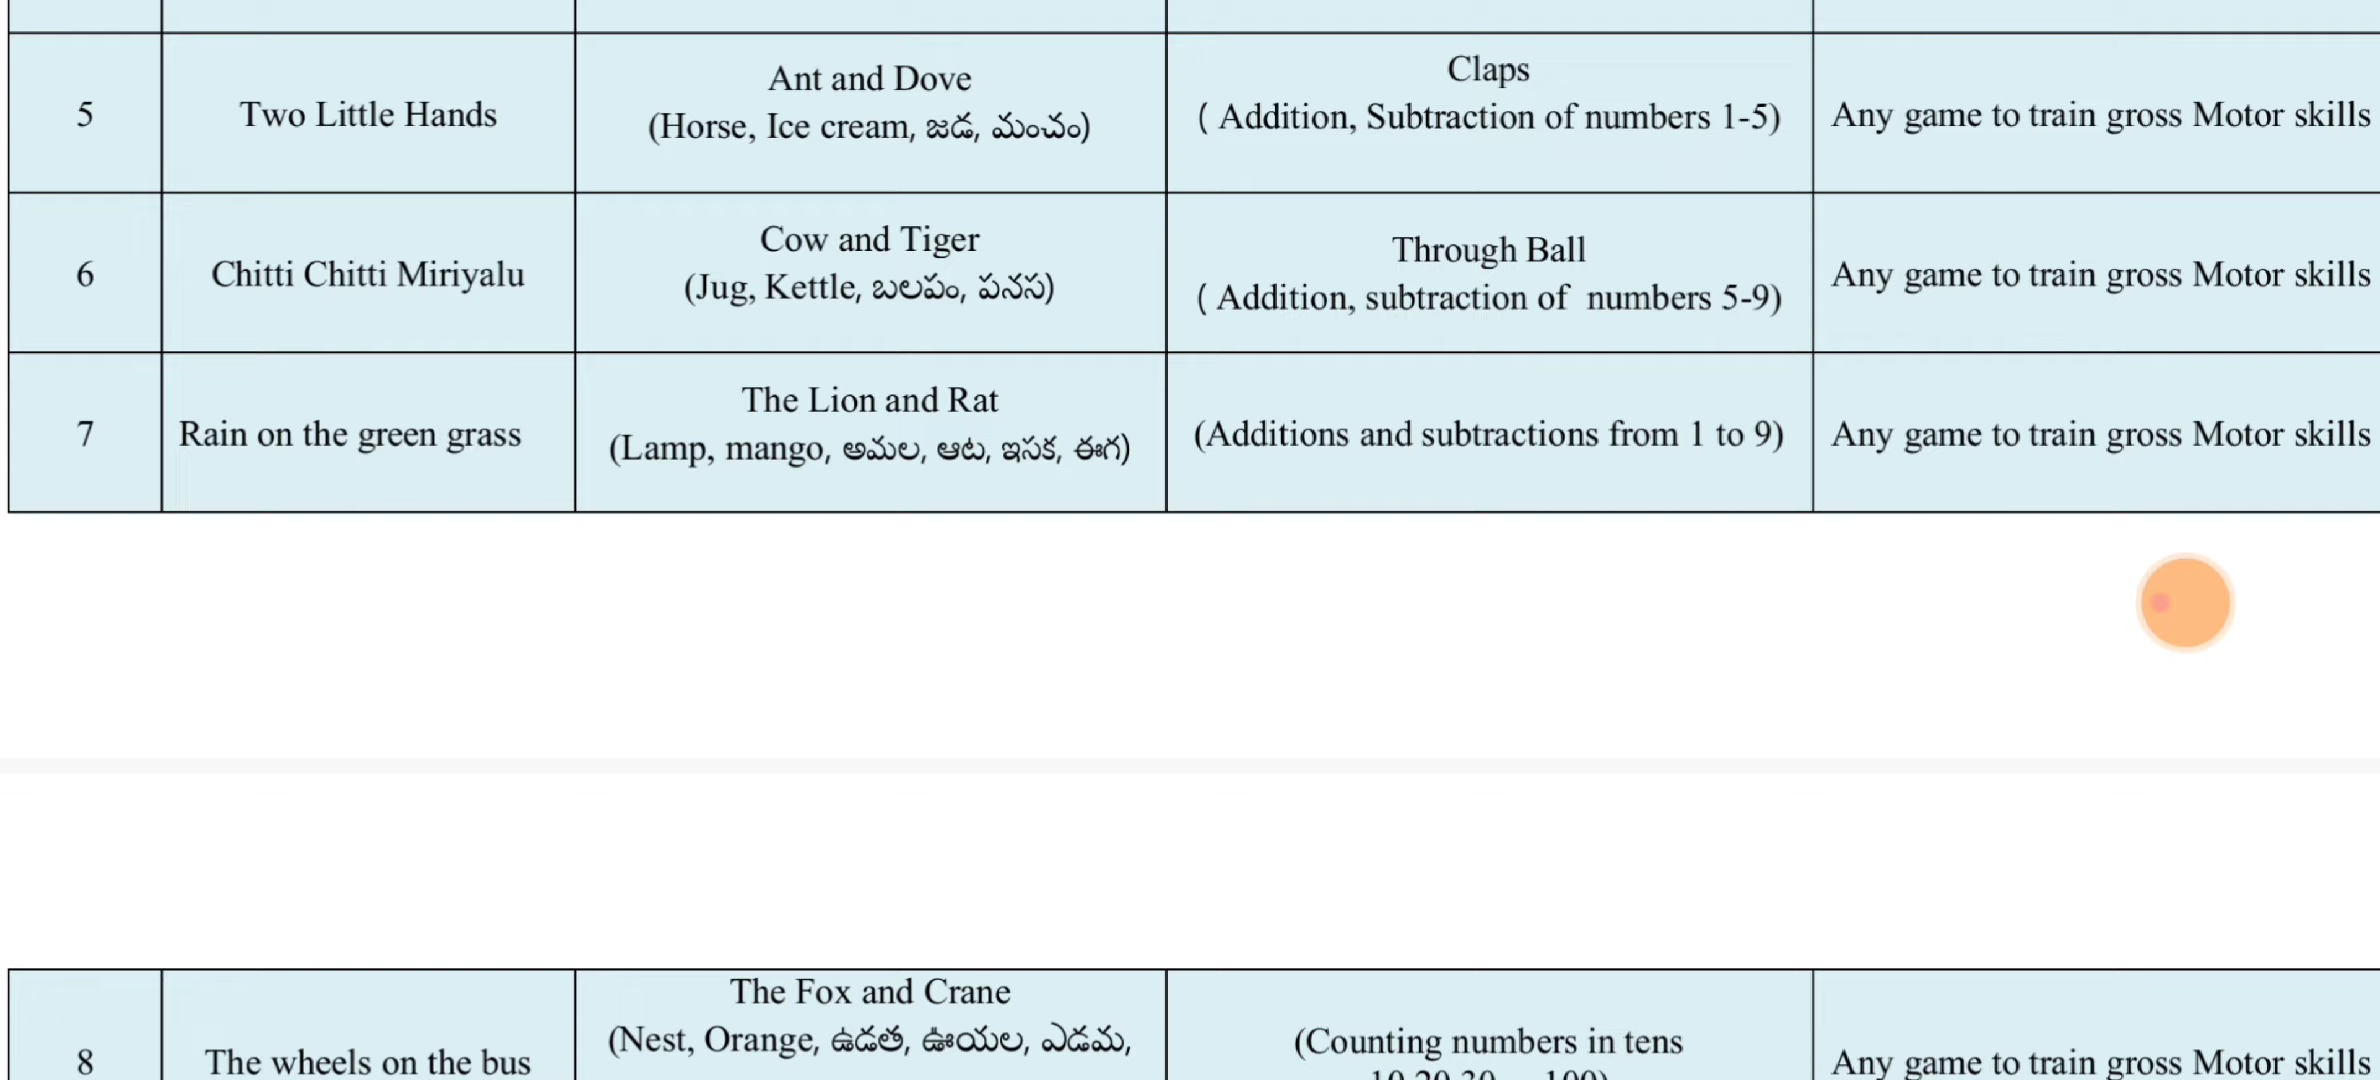 5
Two Little Hands
Ant and Dove
(Horse, Ice cream, జడ, మంచం)
Claps
( Addition, Subtraction of numbers 1-5)
Any game to train gross Motor skills
6
Chitti Chitti Miriyalu
Cow and Tiger
(Jug, Kettle, బలపం, పనస)
Through Ball
( Addition, subtraction of numbers 5-9)
Any game to train gross Motor skills
7
Rain on the green grass
The Lion and Rat
(Lamp, mango, అమల, ఆట, ఇసక, ఈగ)
(Additions and subtractions from 1 to 9)
Any game to train gross Motor skills
8
The wheels on the bus
The Fox and Crane
(Nest, Orange, ఉడత, ఊయల, ఎడమ,
(Counting numbers in tens
Any game to train gross Motor skills